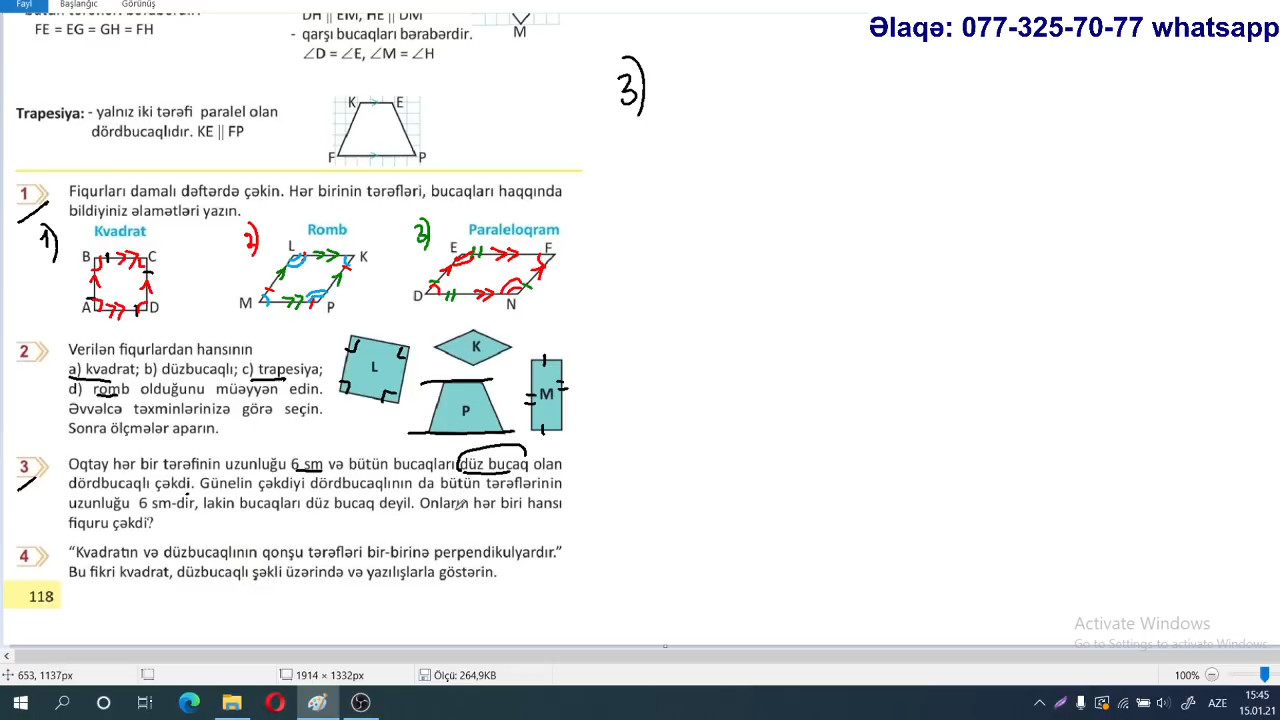 Fayl Başlanğıc Görünüş
Əlaqə: 077-325-70-77 whatsapp
FE = EG = GH = FH
DH || EM, HE || DM
- qarşı bucaqları bərabərdir.
∠D = ∠E, ∠M = ∠H
M
3)
Trapesiya: - yalnız iki tərəfi paralel olan
dördbucaqlıdır. KE || FP
K E
F P
1 Fiqurları damalı dəftərdə çəkin. Hər birinin tərəfləri, bucaqları haqqında
bildiyiniz əlamətləri yazın.
1) Kvadrat 2) Romb 3) Paraleloqram
B C L K E F
A D M P D N
2 Verilən fiqurlardan hansının
a) kvadrat; b) düzbucaqlı; c) trapesiya;
d) romb olduğunu müəyyən edin.
Əvvəlcə təxminlərinizə görə seçin.
Sonra ölçmələr aparın.
L K P M
3 Oqtay hər bir tərəfinin uzunluğu 6 sm və bütün bucaqları düz bucaq olan
dördbucaqlı çəkdi. Günelin çəkdiyi dördbucaqlının da bütün tərəflərinin
uzunluğu 6 sm-dir, lakin bucaqları düz bucaq deyil. Onların hər biri hansı
fiquru çəkdi?
4 “Kvadratın və düzbucaqlının qonşu tərəfləri bir-birinə perpendikulyardır.”
Bu fikri kvadrat, düzbucaqlı şəkli üzərində və yazılışlarla göstərin.
118
Activate Windows
Go to Settings to activate Windows.
653, 1137px 1914 × 1332px Ölçü: 264,9KB 100%
AZE 15:45
15.01.21